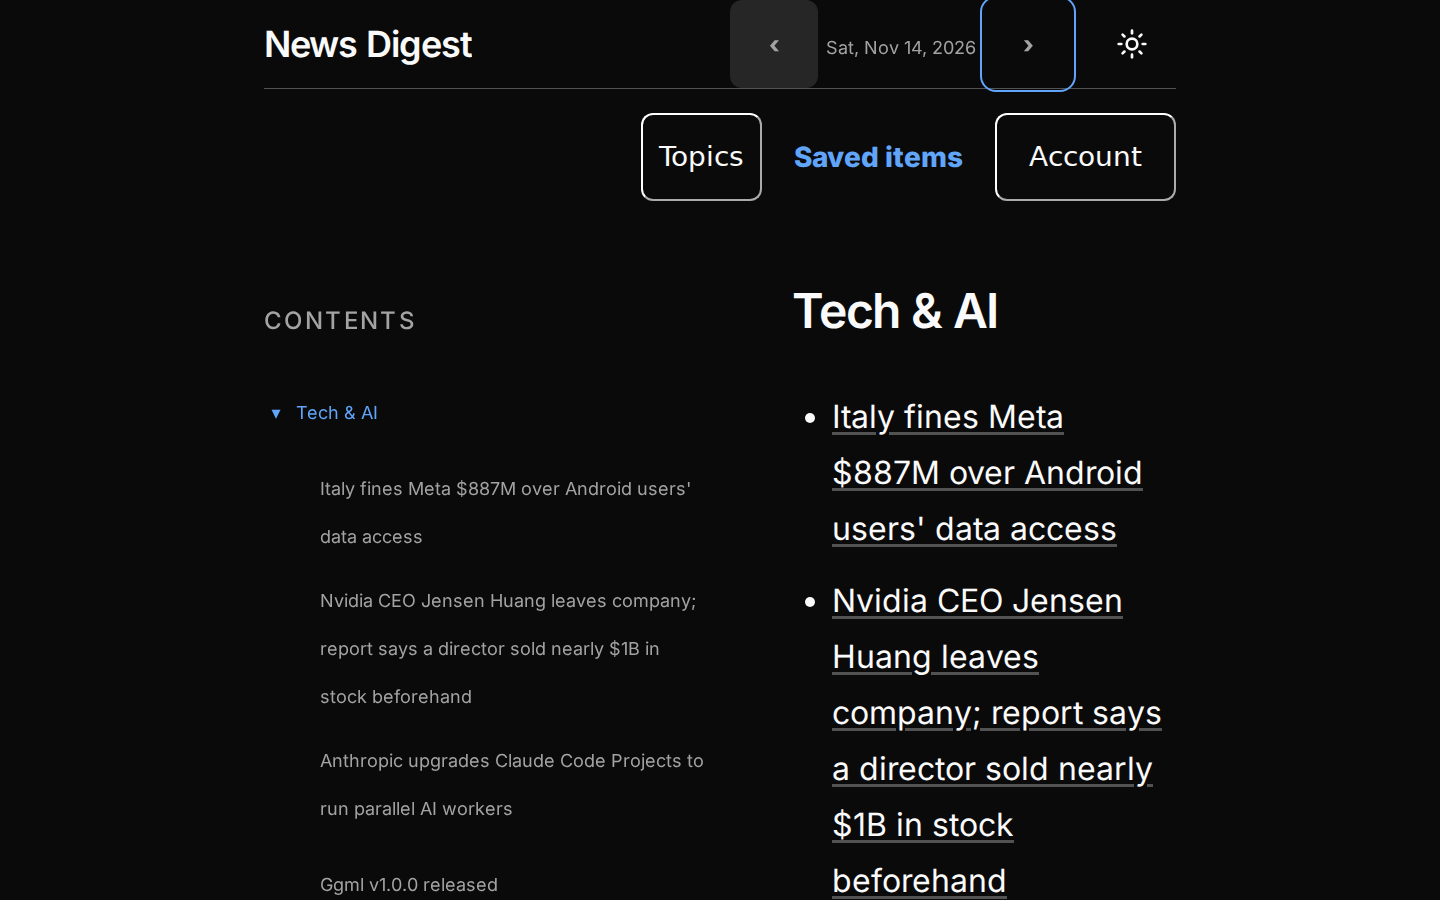 News Digest
‹ Sat, Nov 14, 2026 ›
Topics Saved items Account
CONTENTS
▼ Tech & AI
Italy fines Meta $887M over Android users'
data access
Nvidia CEO Jensen Huang leaves company;
report says a director sold nearly $1B in
stock beforehand
Anthropic upgrades Claude Code Projects to
run parallel AI workers
Ggml v1.0.0 released
Tech & AI
• Italy fines Meta
$887M over Android
users' data access
• Nvidia CEO Jensen
Huang leaves
company; report says
a director sold nearly
$1B in stock
beforehand